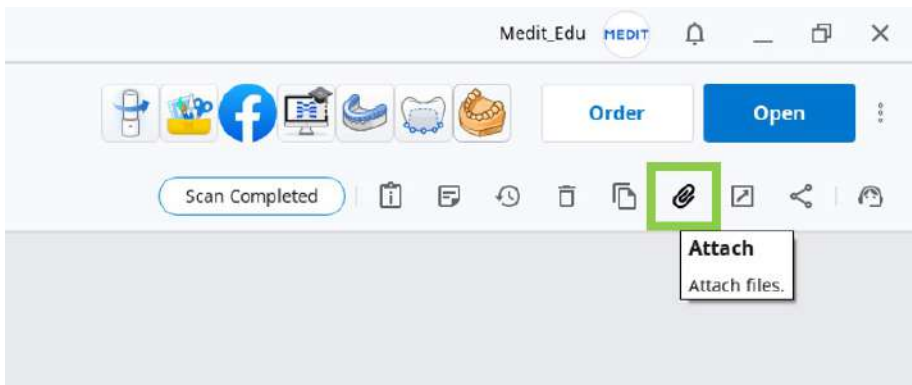 Medit_Edu MEDIT
Order Open
Scan Completed
Attach
Attach files.